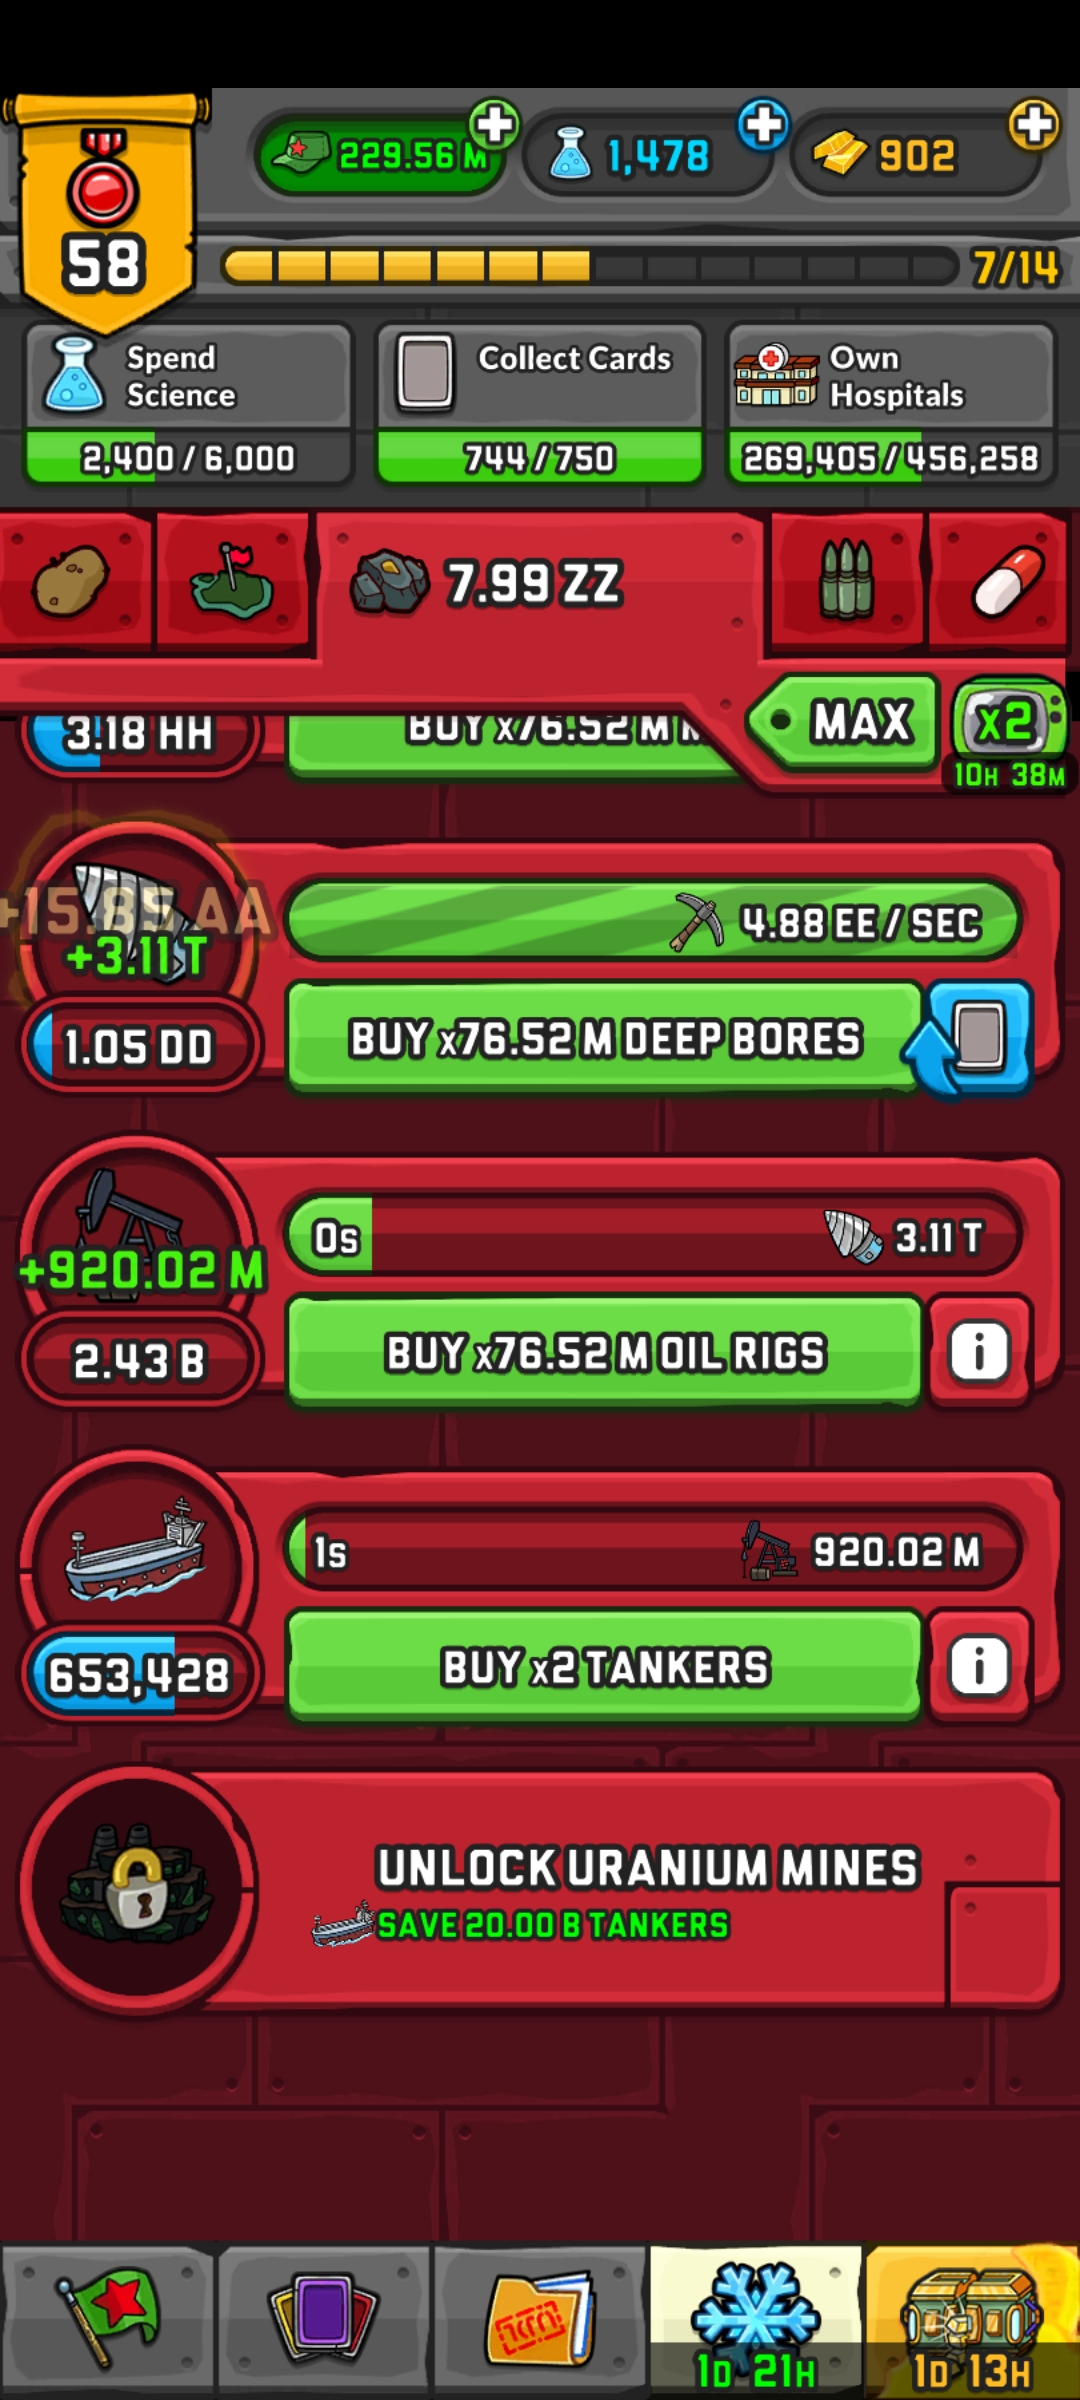 229.56 M
1,478
902
58
7/14
Spend
Science
2,400 / 6,000
Collect Cards
744 / 750
Own
Hospitals
269,405 / 456,258
7.99 ZZ
MAX
x2
10H 38M
3.18 HH
BUY x76.52 M
+15.85 AA
+3.11 T
4.88 EE / SEC
1.05 DD
BUY x76.52 M DEEP BORES
+920.02 M
0s
3.11 T
2.43 B
BUY x76.52 M OIL RIGS
i
1s
920.02 M
653,428
BUY x2 TANKERS
i
UNLOCK URANIUM MINES
SAVE 20.00 B TANKERS
1D 21H
1D 13H